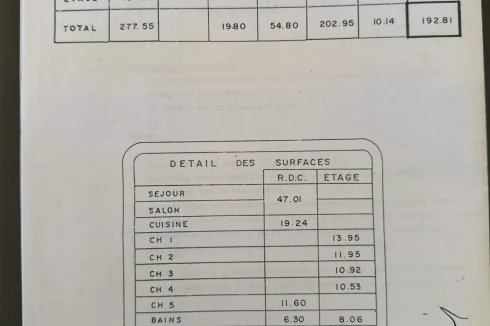 TOTAL 277.55 19.80 54.80 202.95 10.14 192.81
DETAIL DES SURFACES
R.D.C. ETAGE
SEJOUR
47.01
SALON
CUISINE 19.24
CH 1 13.95
CH 2 11.95
CH 3 10.92
CH 4 10.53
CH 5 11.60
BAINS 6.30 8.06